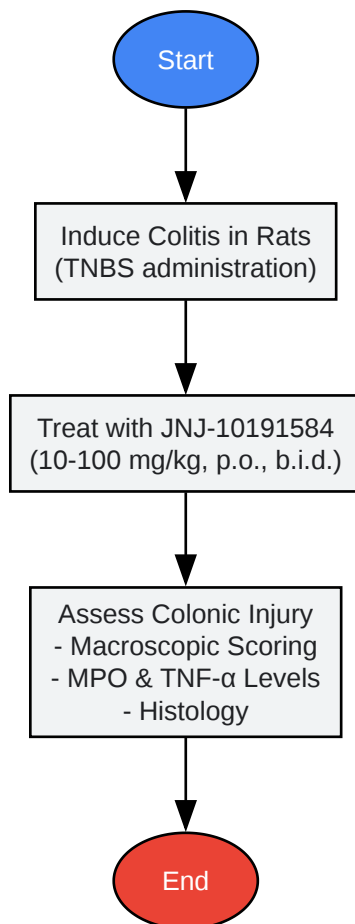 Start
Induce Colitis in Rats
(TNBS administration)
Treat with JNJ-10191584
(10-100 mg/kg, p.o., b.i.d.)
Assess Colonic Injury
- Macroscopic Scoring
- MPO & TNF-α Levels
- Histology
End